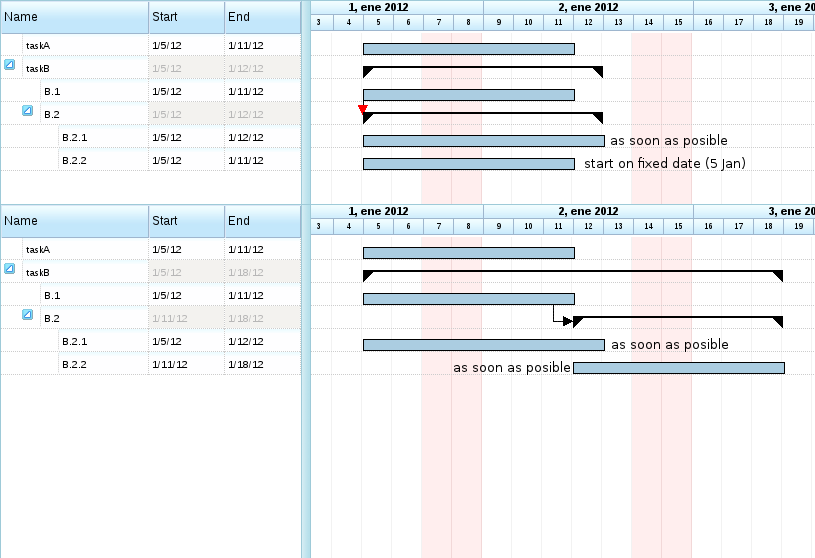 Name Start End 1, ene 2012 2, ene 2012 3, ene 20
3 4 5 6 7 8 9 10 11 12 13 14 15 16 17 18 19
taskA 1/5/12 1/11/12
taskB 1/5/12 1/12/12
B.1 1/5/12 1/11/12
B.2 1/5/12 1/12/12
B.2.1 1/5/12 1/12/12 as soon as posible
B.2.2 1/5/12 1/11/12 start on fixed date (5 Jan)
Name Start End 1, ene 2012 2, ene 2012 3, ene 20
3 4 5 6 7 8 9 10 11 12 13 14 15 16 17 18 19
taskA 1/5/12 1/11/12
taskB 1/5/12 1/18/12
B.1 1/5/12 1/11/12
B.2 1/11/12 1/18/12
B.2.1 1/5/12 1/12/12 as soon as posible
B.2.2 1/11/12 1/18/12 as soon as posible